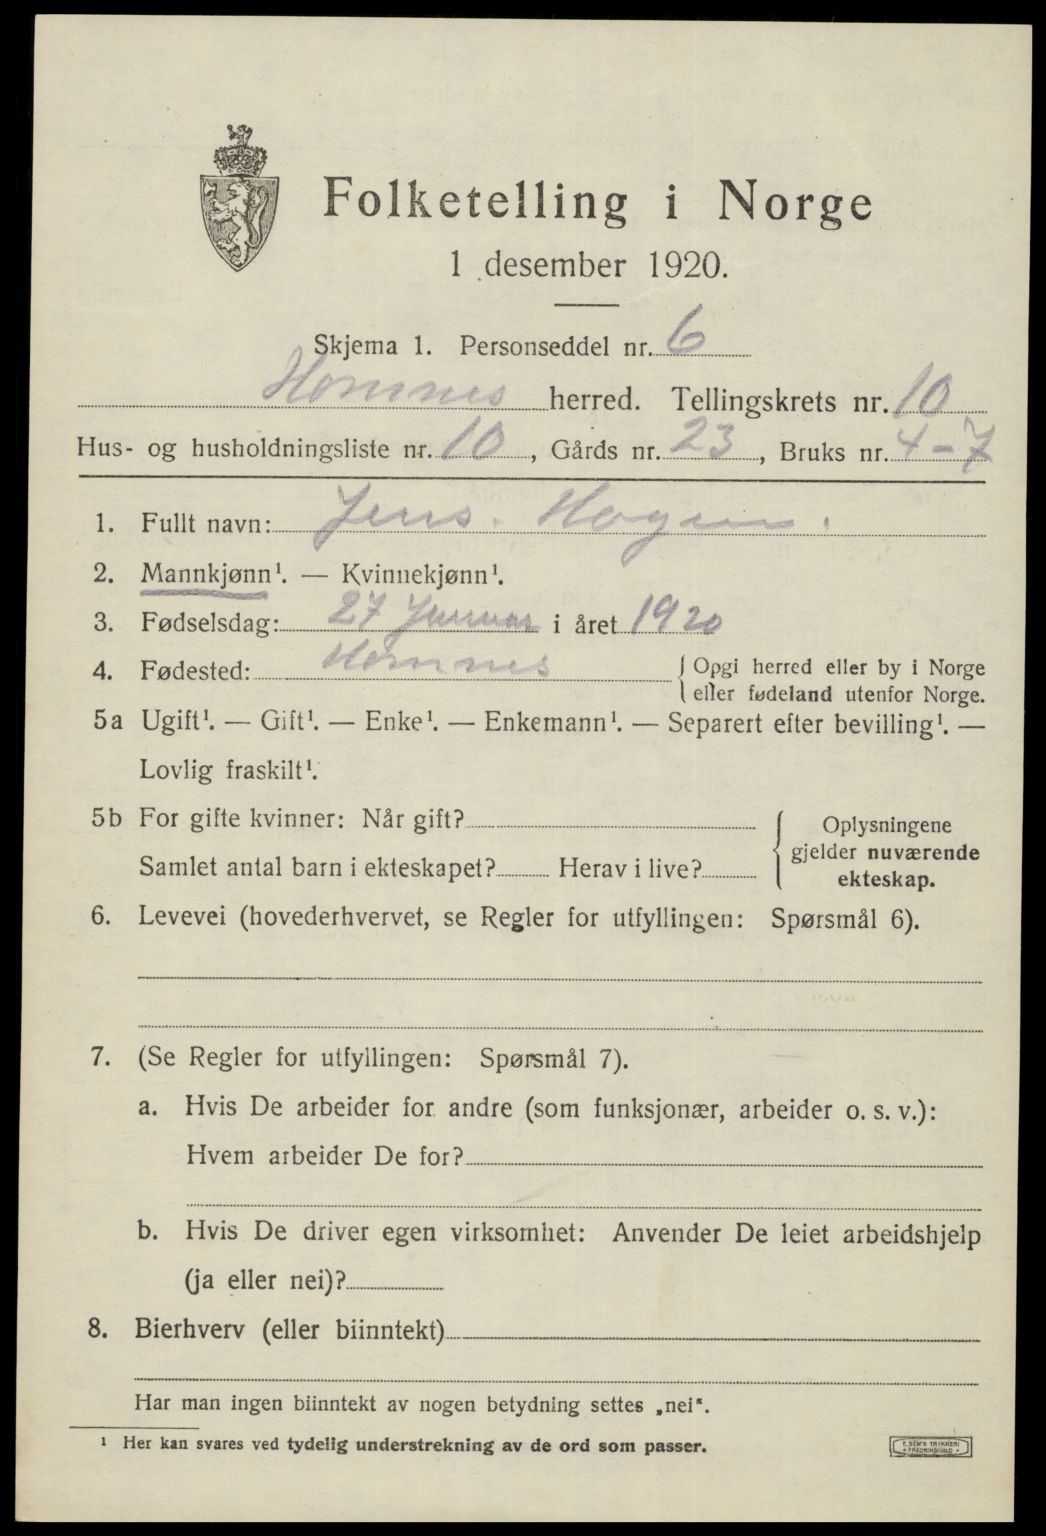 Folketelling i Norge
1 desember 1920.
Skjema 1. Personseddel nr. 6
Hemnes herred. Tellingskrets nr. 10
Hus- og husholdningsliste nr. 10, Gårds nr. 23, Bruks nr. 4-7
1. Fullt navn: Jens. Hagen.
2. Mannkjønn¹. — Kvinnekjønn¹.
3. Fødselsdag: 27 Januar i året 1920
4. Fødested: Hemnes { Opgi herred eller by i Norge
eller fødeland utenfor Norge.
5a Ugift¹. — Gift¹. — Enke¹. — Enkemann¹. — Separert efter bevilling¹. —
Lovlig fraskilt¹.
5b For gifte kvinner: Når gift?
Samlet antal barn i ekteskapet? Herav i live?
{ Oplysningene
gjelder nuværende
ekteskap.
6. Levevei (hovederhvervet, se Regler for utfyllingen: Spørsmål 6).
7. (Se Regler for utfyllingen: Spørsmål 7).
a. Hvis De arbeider for andre (som funksjonær, arbeider o. s. v.):
Hvem arbeider De for?
b. Hvis De driver egen virksomhet: Anvender De leiet arbeidshjelp
(ja eller nei)?
8. Bierhverv (eller biinntekt)
Har man ingen biinntekt av nogen betydning settes „nei".
¹ Her kan svares ved tydelig understrekning av de ord som passer.
E. SEM'S TRYKKERI
FREDRIKSHALD